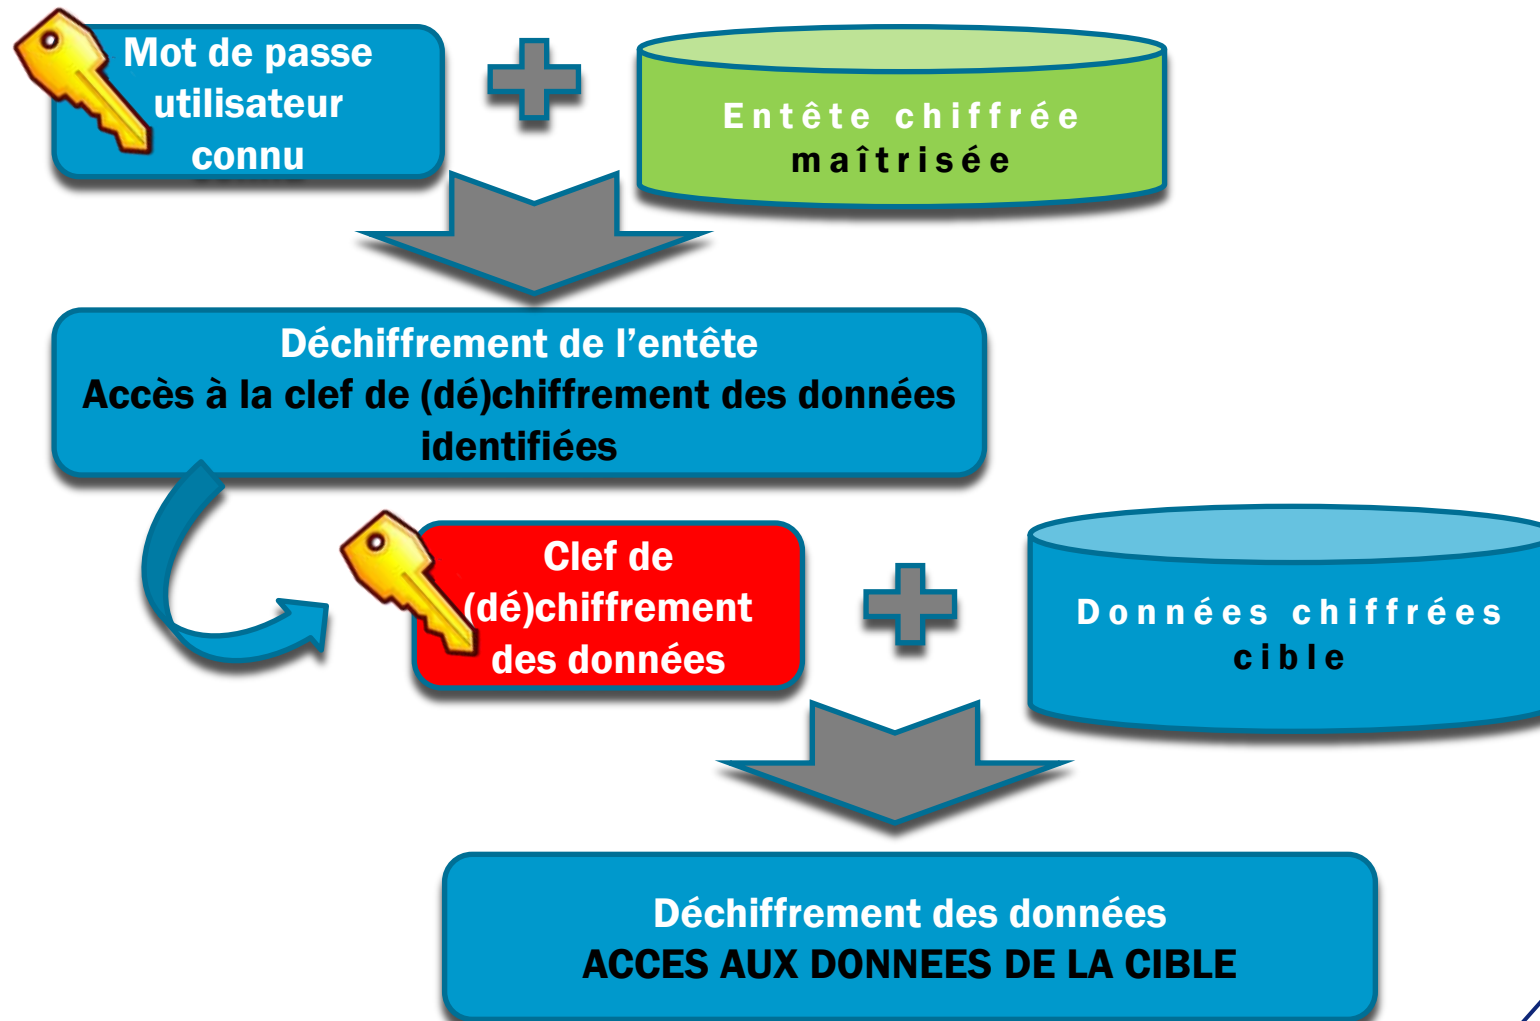 Mot de passe
utilisateur
connu
Entête chiffrée
maîtrisée
Déchiffrement de l’entête
Accès à la clef de (dé)chiffrement des données
identifiées
Clef de
(dé)chiffrement
des données
Données chiffrées
cible
Déchiffrement des données
ACCES AUX DONNEES DE LA CIBLE